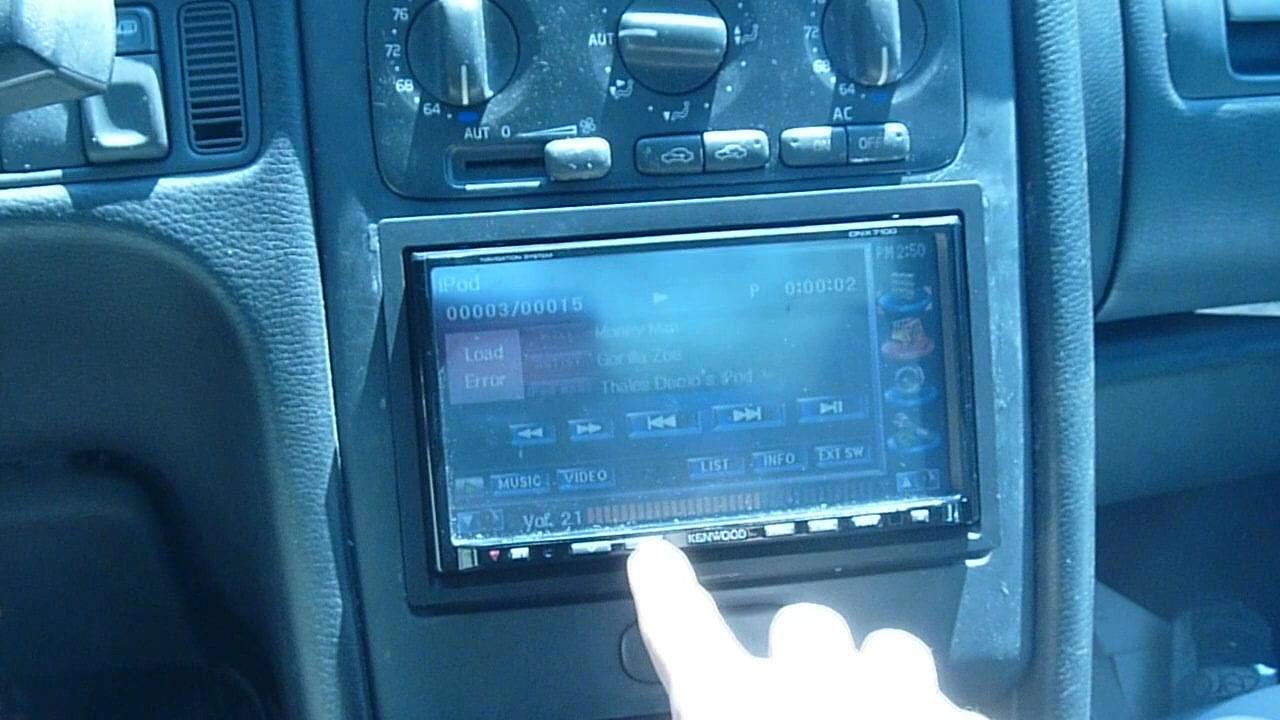 76
72
68
64
AUT
72
68
64
AUT 0
AC
ON
OFF
NAVIGATION SYSTEM
DNX7100
iPod
PM 2:50
00003/00015
P 0:00:02
Load
Error
Money Man
Gorilla Zoe
Thales Decio's iPod
MUSIC
VIDEO
LIST
INFO
EXT SW
Vol. 21
KENWOOD